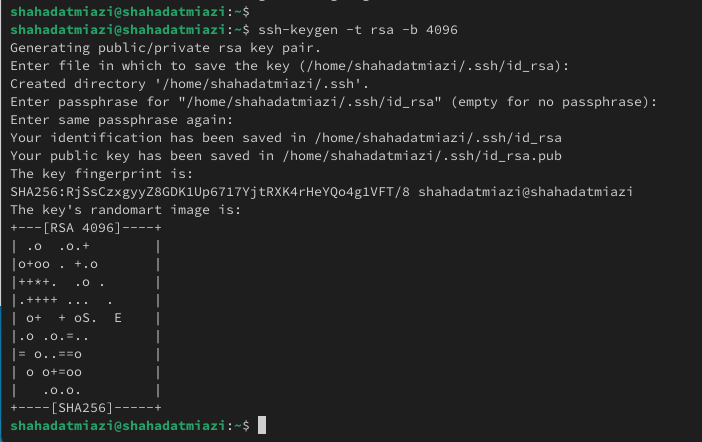 shahadatmiazi@shahadatmiazi:~$
shahadatmiazi@shahadatmiazi:~$ ssh-keygen -t rsa -b 4096
Generating public/private rsa key pair.
Enter file in which to save the key (/home/shahadatmiazi/.ssh/id_rsa):
Created directory '/home/shahadatmiazi/.ssh'.
Enter passphrase for "/home/shahadatmiazi/.ssh/id_rsa" (empty for no passphrase):
Enter same passphrase again:
Your identification has been saved in /home/shahadatmiazi/.ssh/id_rsa
Your public key has been saved in /home/shahadatmiazi/.ssh/id_rsa.pub
The key fingerprint is:
SHA256:RjSsCzxgyyZ8GDK1Up6717YjtRXK4rHeYQo4g1VFT/8 shahadatmiazi@shahadatmiazi
The key's randomart image is:
+---[RSA 4096]----+
| .o  .o.+        |
|o+oo . +.o       |
|++*+.  .o .      |
|.++++ ...  .     |
| o+  + oS.  E    |
|.o .o.=..        |
|= o..==o         |
| o o+=oo         |
|   .o.o.         |
+----[SHA256]-----+
shahadatmiazi@shahadatmiazi:~$